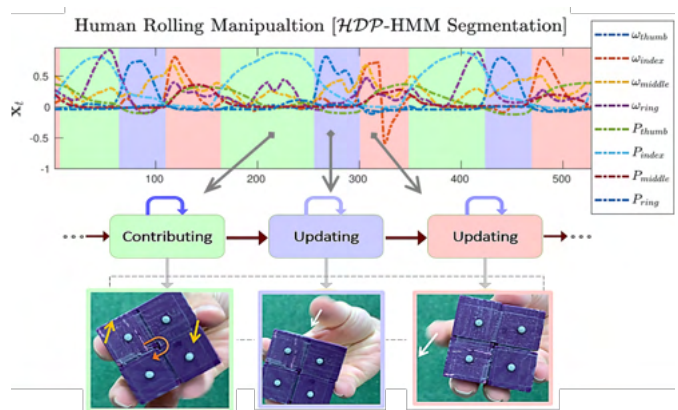 Human Rolling Manipualtion [HDP-HMM Segmentation]
0.5
0
-0.5
-1
x_t
100
200
300
400
500
ω_thumb
ω_index
ω_middle
ω_ring
P_thumb
P_index
P_middle
P_ring
Contributing
Updating
Updating